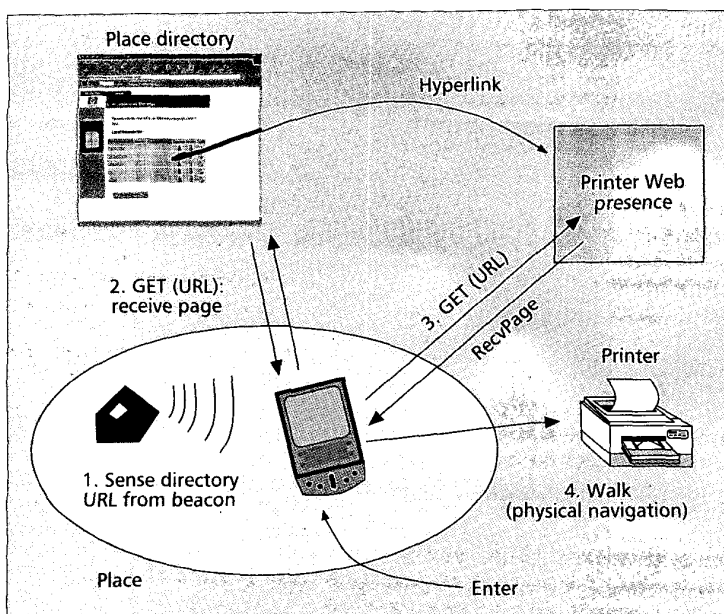 Place directory
Hyperlink
Printer Web
presence
2. GET (URL):
receive page
3. GET (URL)
RecvPage
Printer
1. Sense directory
URL from beacon
4. Walk
(physical navigation)
Place
Enter